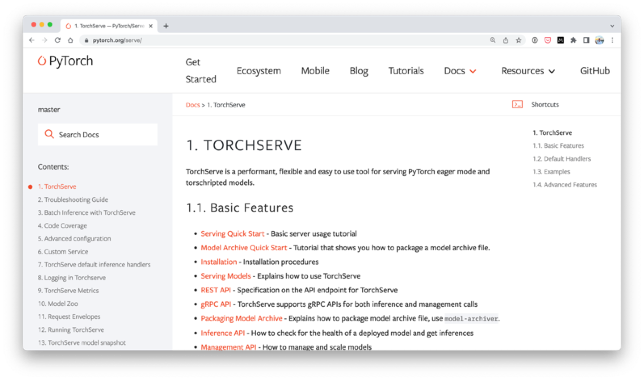 1. TorchServe — PyTorch/Serve
pytorch.org/serve/
PyTorch
Get Started
Ecosystem
Mobile
Blog
Tutorials
Docs
Resources
GitHub
master
Search Docs
Contents:
1. TorchServe
2. Troubleshooting Guide
3. Batch Inference with TorchServe
4. Code Coverage
5. Advanced configuration
6. Custom Service
7. TorchServe default inference handlers
8. Logging in Torchserve
9. TorchServe Metrics
10. Model Zoo
11. Request Envelopes
12. Running TorchServe
13. TorchServe model snapshot
Docs > 1. TorchServe
Shortcuts
1. TORCHSERVE
TorchServe is a performant, flexible and easy to use tool for serving PyTorch eager mode and
torschripted models.
1.1. Basic Features
Serving Quick Start - Basic server usage tutorial
Model Archive Quick Start - Tutorial that shows you how to package a model archive file.
Installation - Installation procedures
Serving Models - Explains how to use TorchServe
REST API - Specification on the API endpoint for TorchServe
gRPC API - TorchServe supports gRPC APIs for both inference and management calls
Packaging Model Archive - Explains how to package model archive file, use model-archiver.
Inference API - How to check for the health of a deployed model and get inferences
Management API - How to manage and scale models
1. TorchServe
1.1. Basic Features
1.2. Default Handlers
1.3. Examples
1.4. Advanced Features